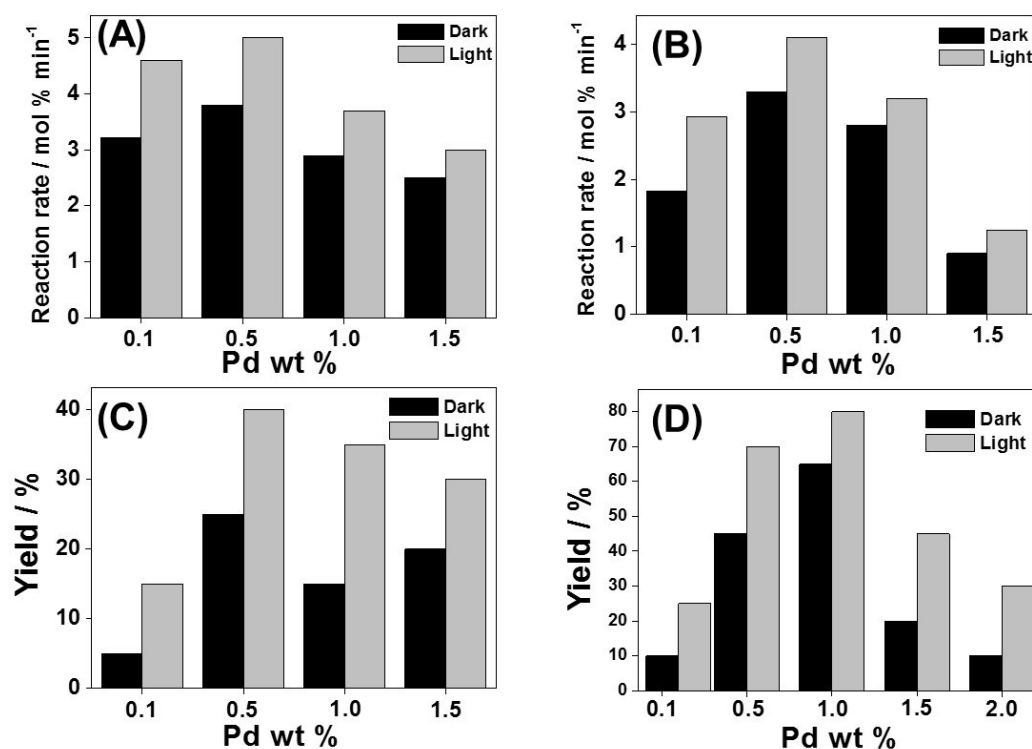 (A)
Dark
Light
Reaction rate / mol % min⁻¹
5
4
3
2
1
0
0.1 0.5 1.0 1.5
Pd wt %
(B)
Dark
Light
Reaction rate / mol % min⁻¹
4
3
2
1
0
0.1 0.5 1.0 1.5
Pd wt %
(C)
Dark
Light
Yield / %
40
30
20
10
0
0.1 0.5 1.0 1.5
Pd wt %
(D)
Dark
Light
Yield / %
80
70
60
50
40
30
20
10
0
0.1 0.5 1.0 1.5 2.0
Pd wt %